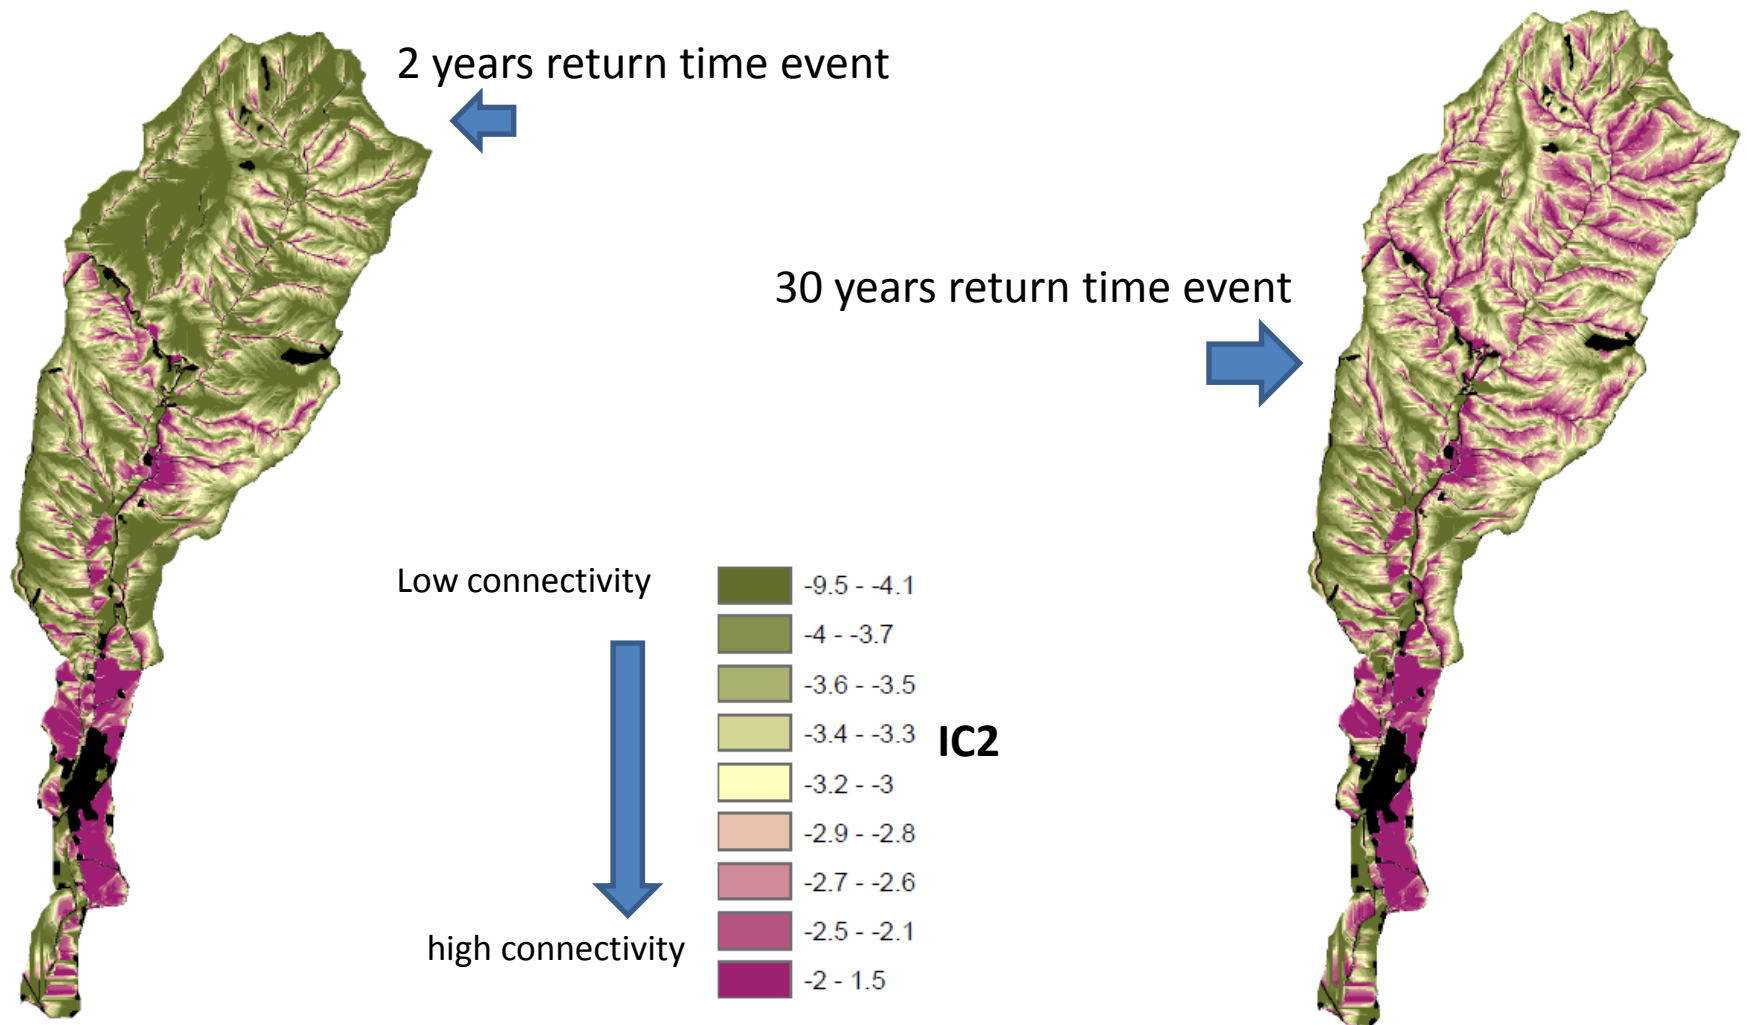 2 years return time event
30 years return time event
Low connectivity
-9.5 - -4.1
-4 - -3.7
-3.6 - -3.5
-3.4 - -3.3
IC2
-3.2 - -3
-2.9 - -2.8
-2.7 - -2.6
-2.5 - -2.1
high connectivity
-2 - 1.5